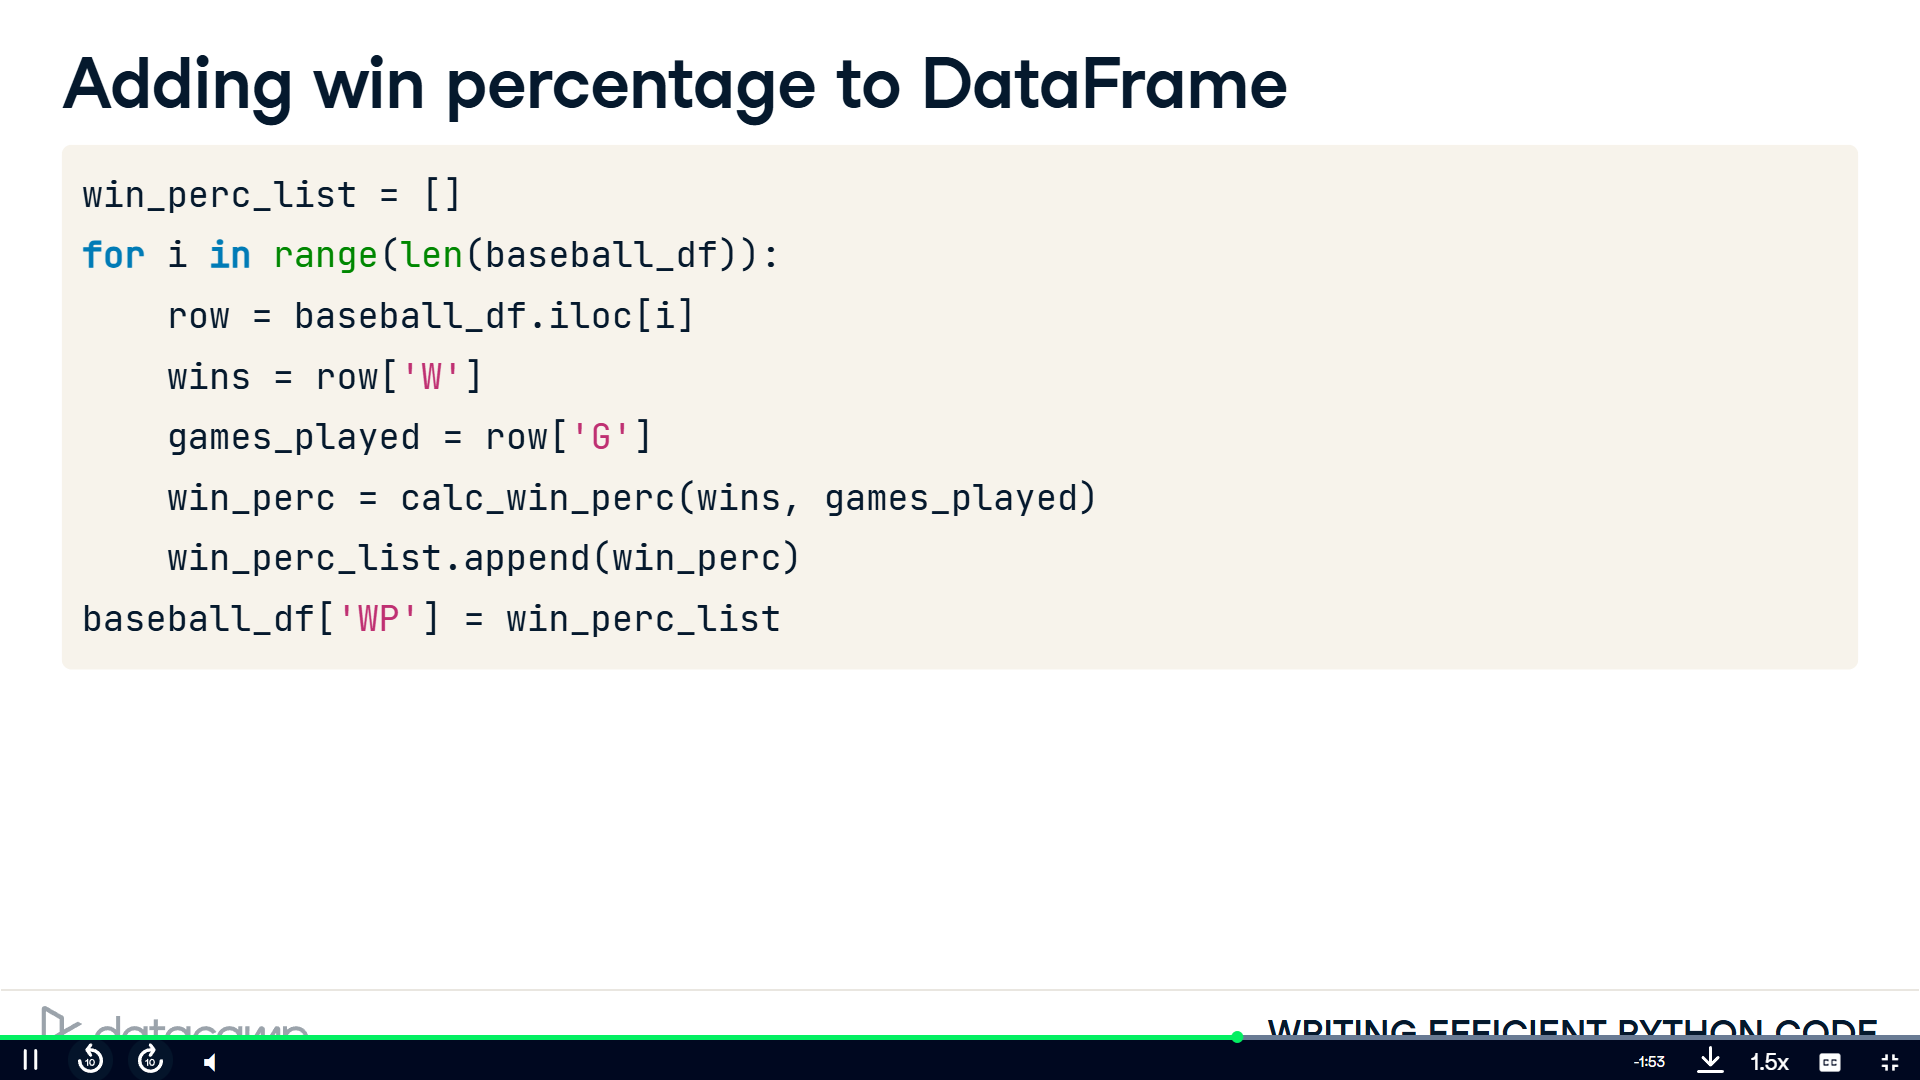 Adding win percentage to DataFrame
win_perc_list = []
for i in range(len(baseball_df)):
    row = baseball_df.iloc[i]
    wins = row['W']
    games_played = row['G']
    win_perc = calc_win_perc(wins, games_played)
    win_perc_list.append(win_perc)
baseball_df['WP'] = win_perc_list
datacamp
WRITING EFFICIENT PYTHON CODE
10
10
-1:53
1.5x
CC